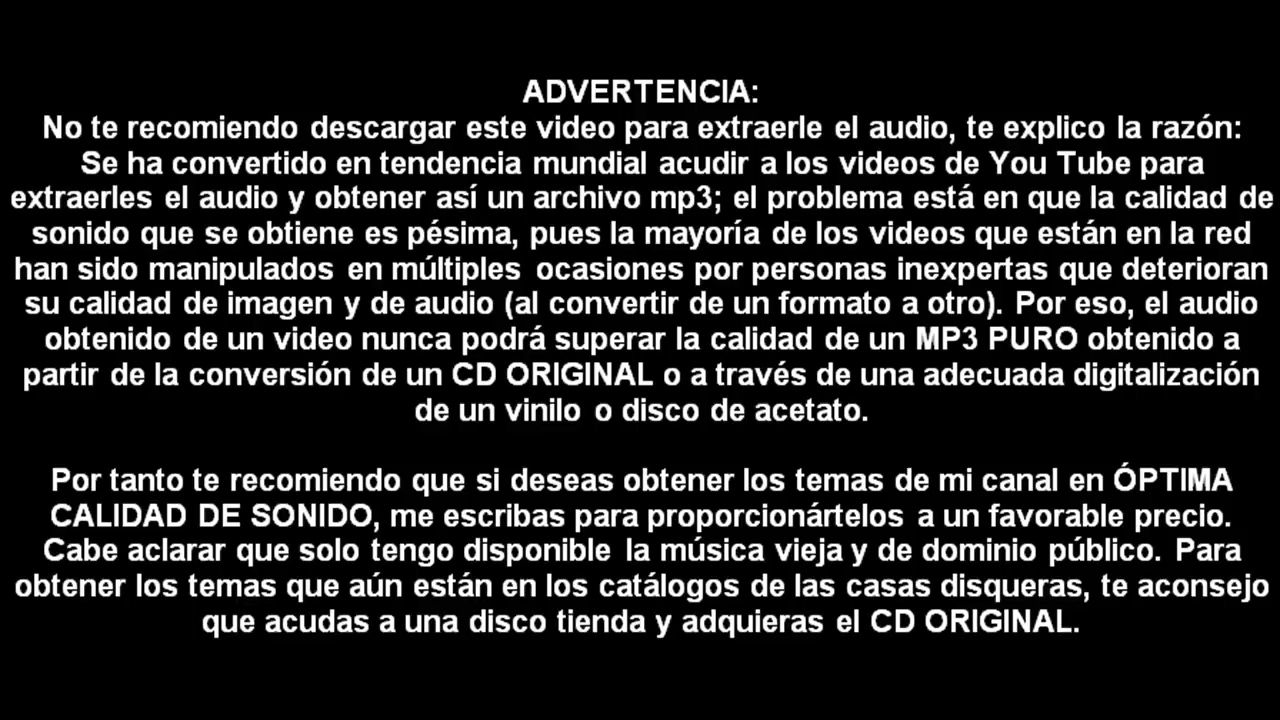 ADVERTENCIA:
No te recomiendo descargar este video para extraerle el audio, te explico la razón:
Se ha convertido en tendencia mundial acudir a los videos de You Tube para
extraerles el audio y obtener así un archivo mp3; el problema está en que la calidad de
sonido que se obtiene es pésima, pues la mayoría de los videos que están en la red
han sido manipulados en múltiples ocasiones por personas inexpertas que deterioran
su calidad de imagen y de audio (al convertir de un formato a otro). Por eso, el audio
obtenido de un video nunca podrá superar la calidad de un MP3 PURO obtenido a
partir de la conversión de un CD ORIGINAL o a través de una adecuada digitalización
de un vinilo o disco de acetato.
Por tanto te recomiendo que si deseas obtener los temas de mi canal en ÓPTIMA
CALIDAD DE SONIDO, me escribas para proporcionártelos a un favorable precio.
Cabe aclarar que solo tengo disponible la música vieja y de dominio público. Para
obtener los temas que aún están en los catálogos de las casas disqueras, te aconsejo
que acudas a una disco tienda y adquieras el CD ORIGINAL.